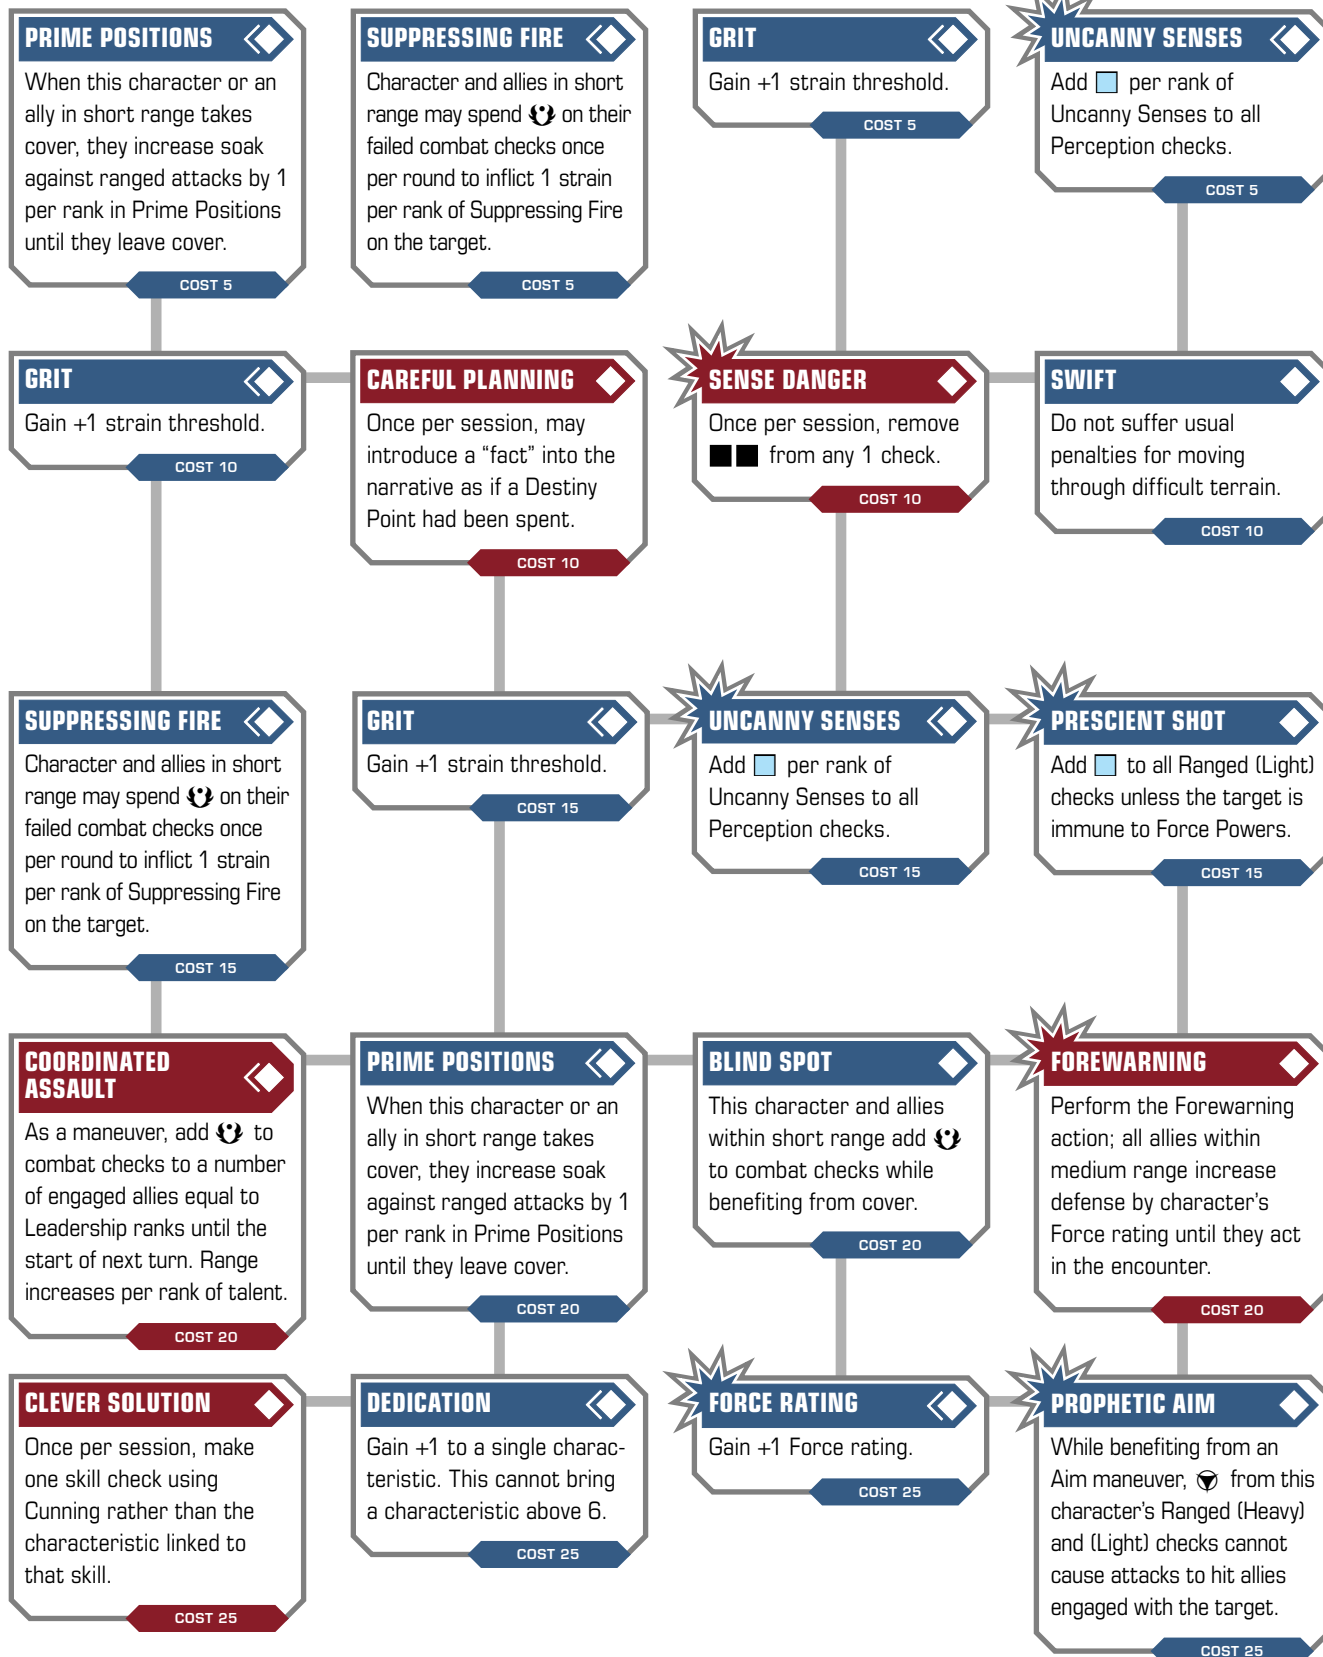 PRIME POSITIONS
When this character or an
ally in short range takes
cover, they increase soak
against ranged attacks by 1
per rank in Prime Positions
until they leave cover.
COST 5
SUPPRESSING FIRE
Character and allies in short
range may spend on their
failed combat checks once
per round to inflict 1 strain
per rank of Suppressing Fire
on the target.
COST 5
GRIT
Gain +1 strain threshold.
COST 5
UNCANNY SENSES
Add per rank of
Uncanny Senses to all
Perception checks.
COST 5
GRIT
Gain +1 strain threshold.
COST 10
CAREFUL PLANNING
Once per session, may
introduce a “fact” into the
narrative as if a Destiny
Point had been spent.
COST 10
SENSE DANGER
Once per session, remove
from any 1 check.
COST 10
SWIFT
Do not suffer usual
penalties for moving
through difficult terrain.
COST 10
SUPPRESSING FIRE
Character and allies in short
range may spend on their
failed combat checks once
per round to inflict 1 strain
per rank of Suppressing Fire
on the target.
COST 15
GRIT
Gain +1 strain threshold.
COST 15
UNCANNY SENSES
Add per rank of
Uncanny Senses to all
Perception checks.
COST 15
PRESCIENT SHOT
Add to all Ranged (Light)
checks unless the target is
immune to Force Powers.
COST 15
COORDINATED
ASSAULT
As a maneuver, add to
combat checks to a number
of engaged allies equal to
Leadership ranks until the
start of next turn. Range
increases per rank of talent.
COST 20
PRIME POSITIONS
When this character or an
ally in short range takes
cover, they increase soak
against ranged attacks by 1
per rank in Prime Positions
until they leave cover.
COST 20
BLIND SPOT
This character and allies
within short range add
to combat checks while
benefiting from cover.
COST 20
FOREWARNING
Perform the Forewarning
action; all allies within
medium range increase
defense by character’s
Force rating until they act
in the encounter.
COST 20
CLEVER SOLUTION
Once per session, make
one skill check using
Cunning rather than the
characteristic linked to
that skill.
COST 25
DEDICATION
Gain +1 to a single charac-
teristic. This cannot bring
a characteristic above 6.
COST 25
FORCE RATING
Gain +1 Force rating.
COST 25
PROPHETIC AIM
While benefiting from an
Aim maneuver, from this
character’s Ranged (Heavy)
and (Light) checks cannot
cause attacks to hit allies
engaged with the target.
COST 25